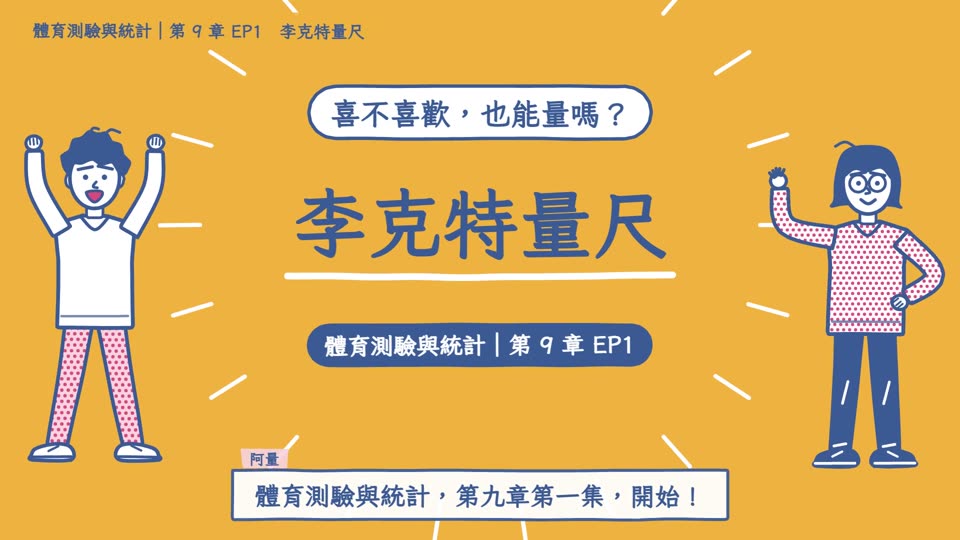 體育測驗與統計｜第 9 章 EP1　李克特量尺
喜不喜歡，也能量嗎？
李克特量尺
體育測驗與統計｜第 9 章 EP1
阿量
體育測驗與統計，第九章第一集，開始！